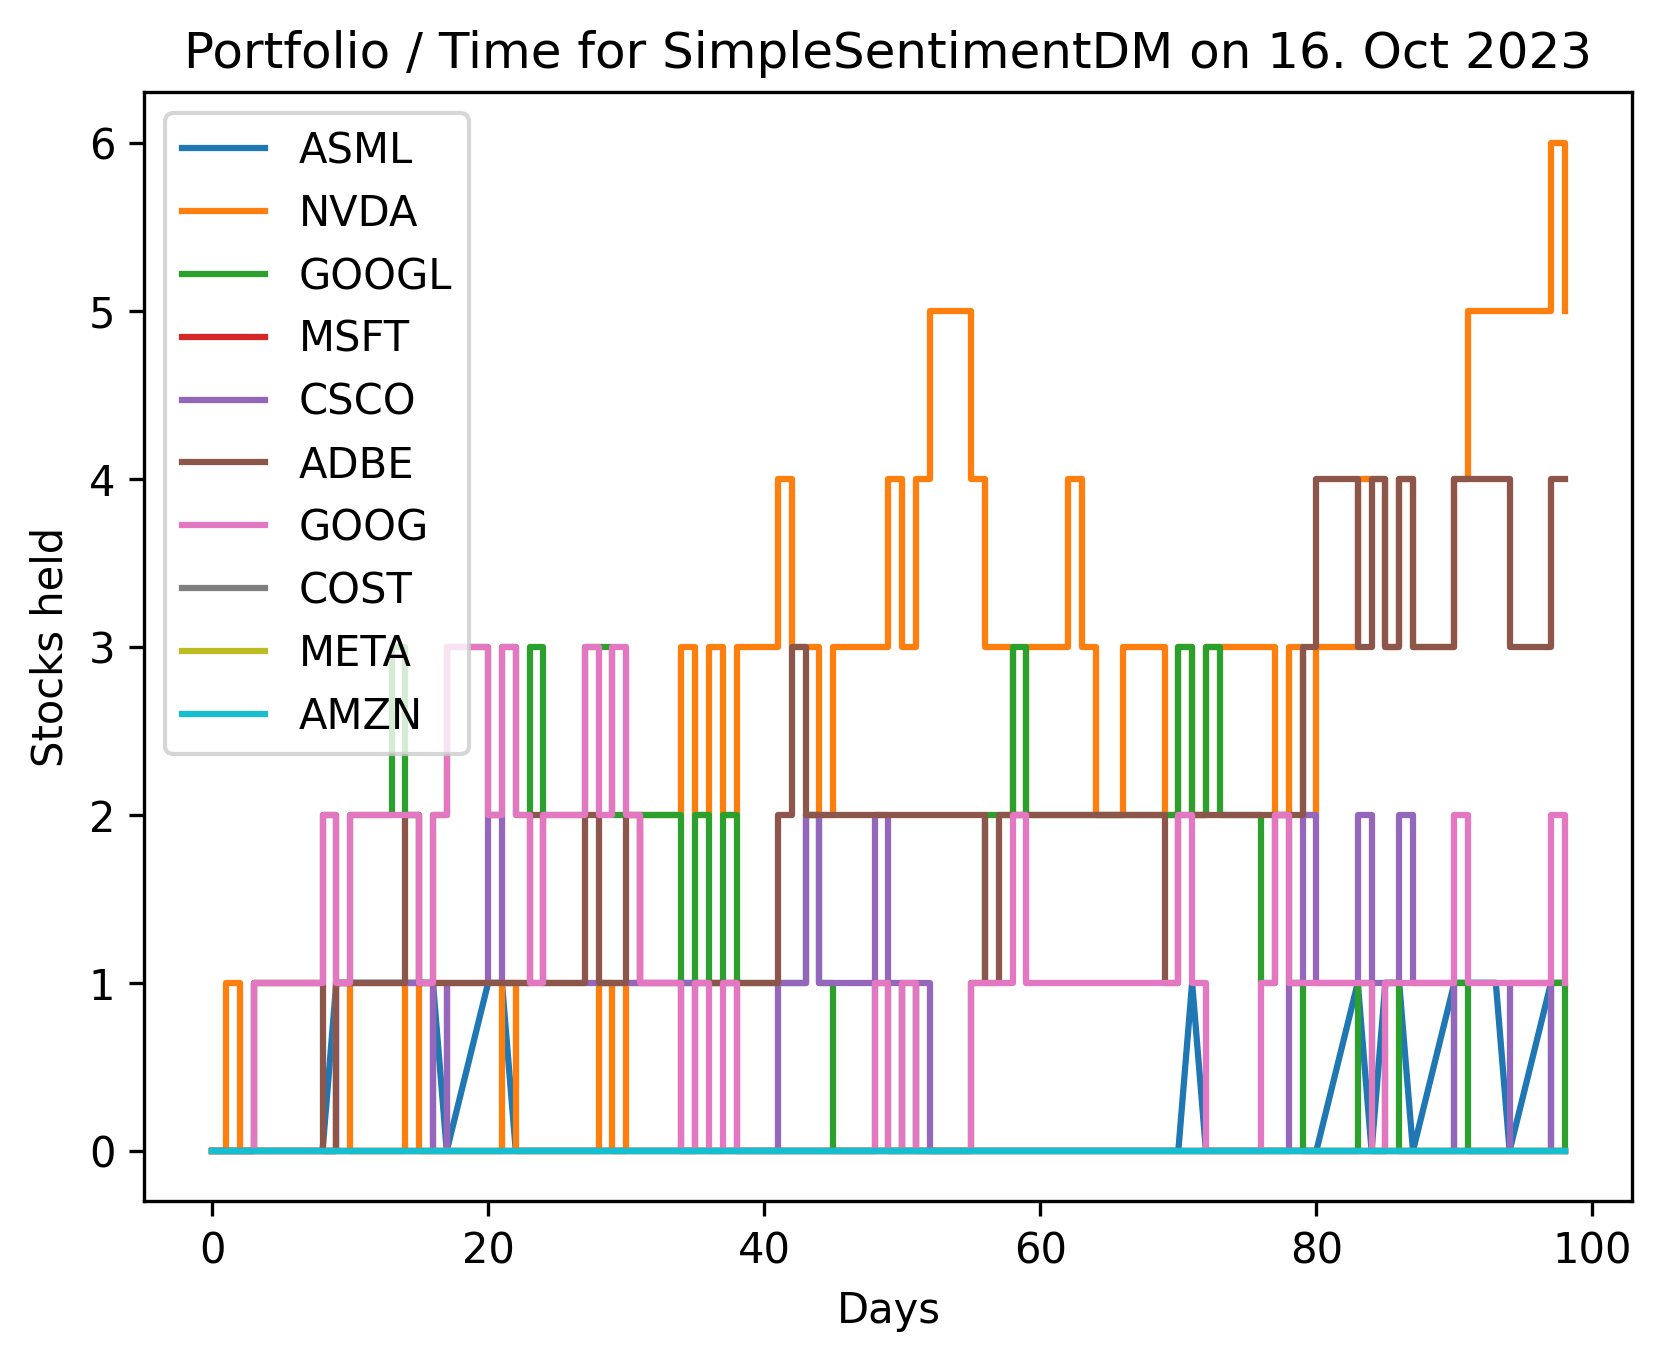 Portfolio / Time for SimpleSentimentDM on 16. Oct 2023
ASML
NVDA
GOOGL
MSFT
CSCO
ADBE
GOOG
COST
META
AMZN
6
5
4
3
2
1
0
Stocks held
0 20 40 60 80 100
Days